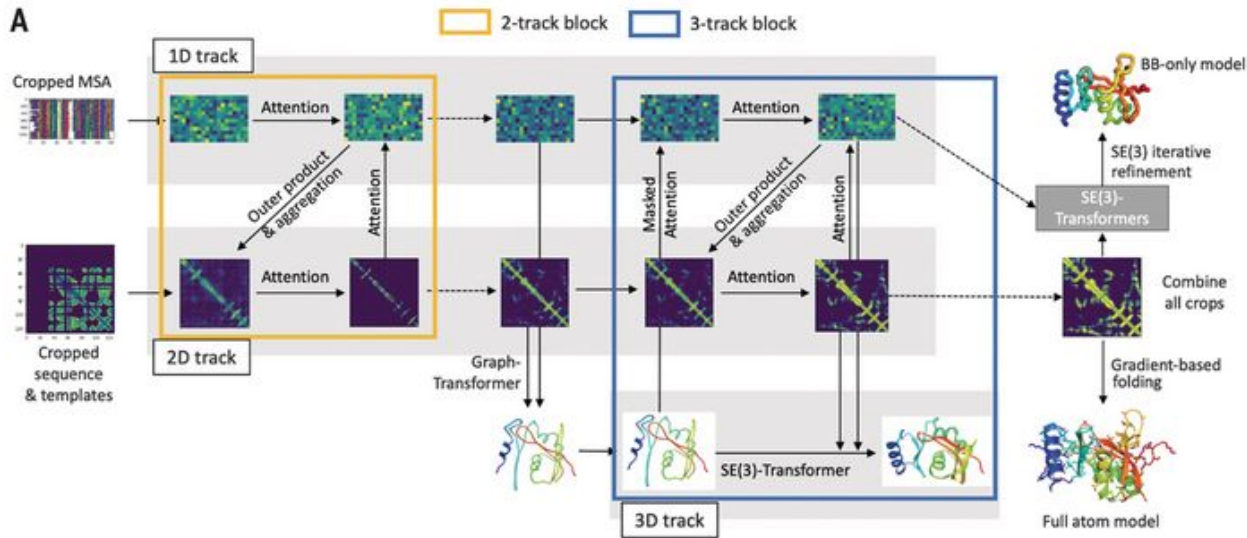 A
2-track block
3-track block
1D track
Cropped MSA
Attention
Attention
BB-only model
Outer product
& aggregation
Attention
Masked
Attention
Outer product
& aggregation
Attention
SE(3) iterative
refinement
SE(3)-
Transformers
Attention
Attention
Combine
all crops
Cropped
sequence
& templates
2D track
Graph-
Transformer
Gradient-based
folding
SE(3)-Transformer
3D track
Full atom model